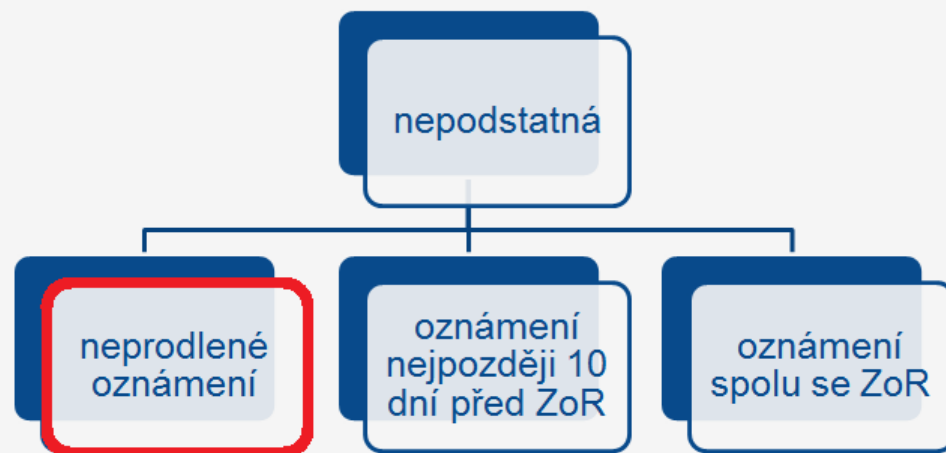 nepodstatná
neprodlené
oznámení
oznámení
nejpozději 10
dní před ZoR
oznámení
spolu se ZoR